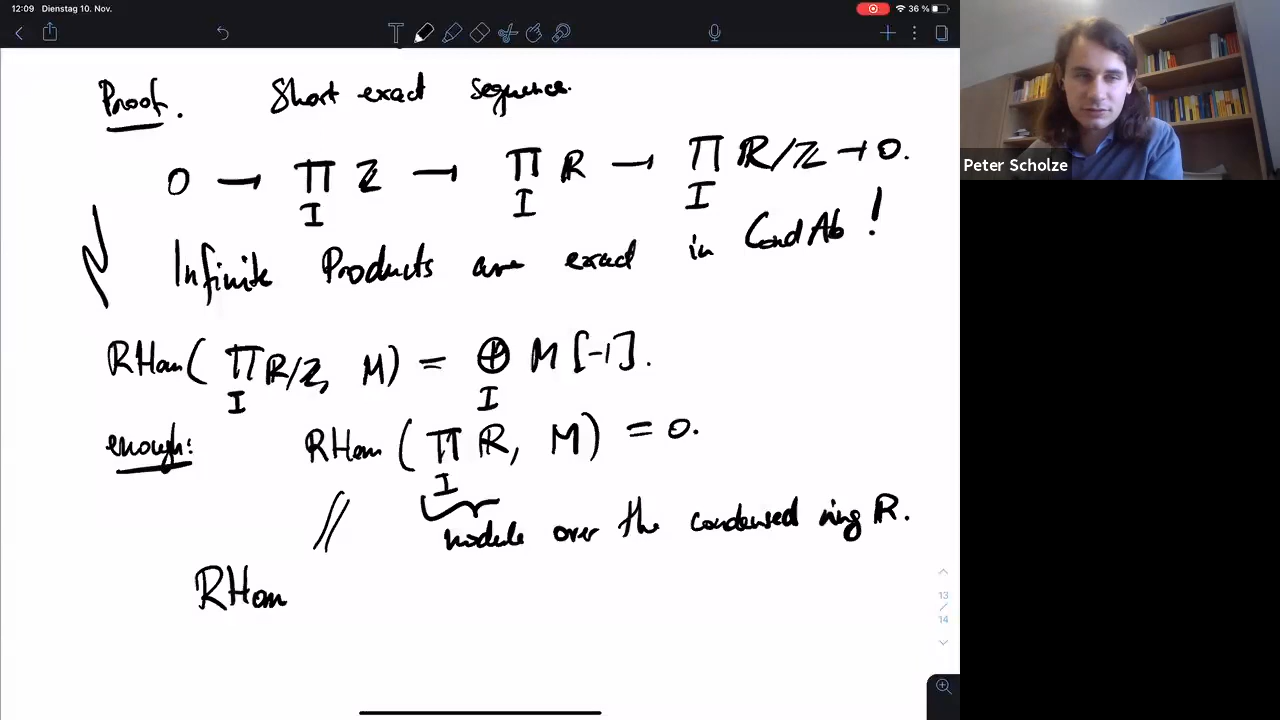 12:09 Dienstag 10. Nov.
36 %
Peter Scholze
Proof. Short exact sequence.
0 → ∏_I ℤ → ∏_I ℝ → ∏_I ℝ/ℤ → 0.
Infinite Products are exact in CondAb!
RHom(∏_I ℝ/ℤ, M) = ⊕_I M[-1].
enough: RHom(∏_I ℝ, M) = 0.
module over the condensed ring ℝ.
RHom
13
/
14